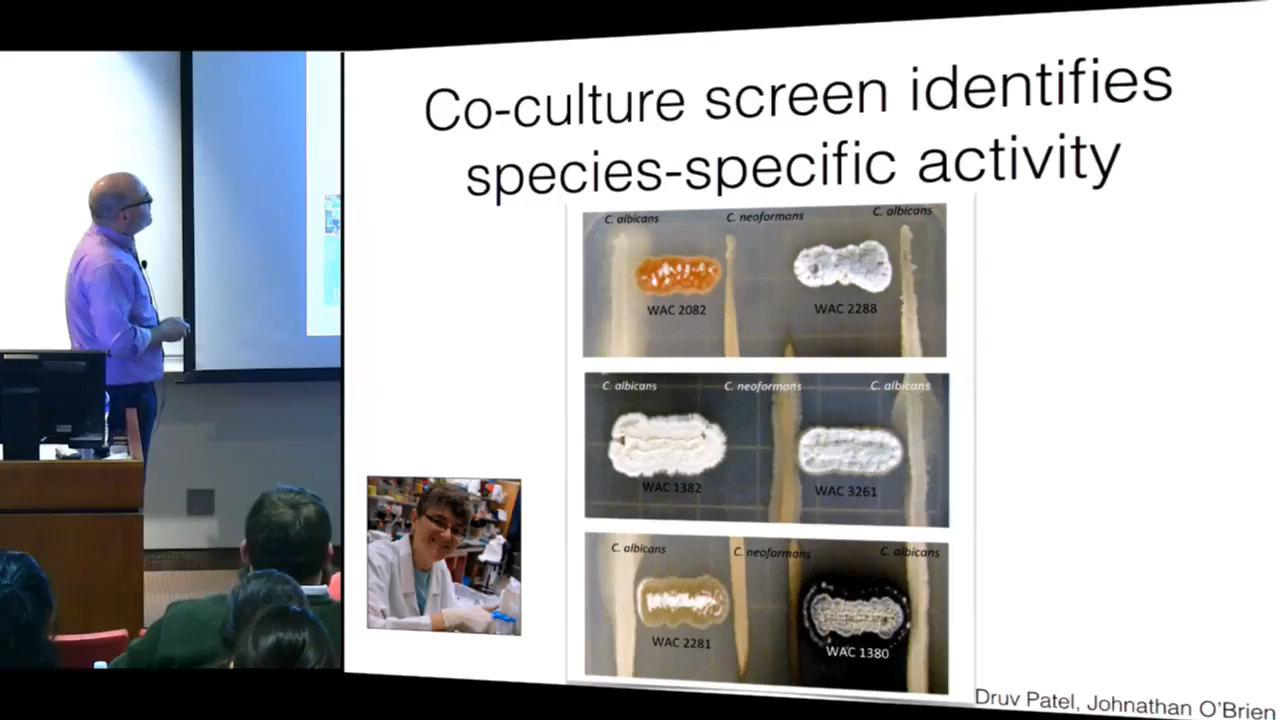 Co-culture screen identifies
species-specific activity
C. albicans C. neoformans C. albicans
WAC 2082 WAC 2288
C. albicans C. neoformans C. albicans
WAC 1382 WAC 3261
C. albicans C. neoformans C. albicans
WAC 2281 WAC 1380
Druv Patel, Johnathan O'Brien